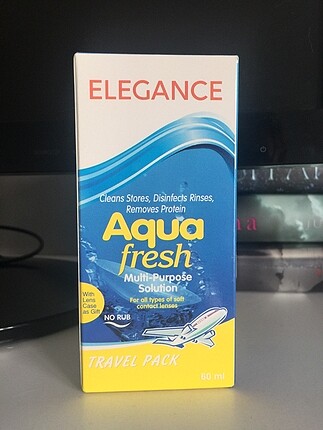 ELEGANCE
Cleans Stores, Disinfects Rinses,
Removes Protein
Aqua
fresh
Multi-Purpose
Solution
For all types of soft
contact lenses
With
Lens
Case
as Gift
NO RUB
TRAVEL PACK
60 ml